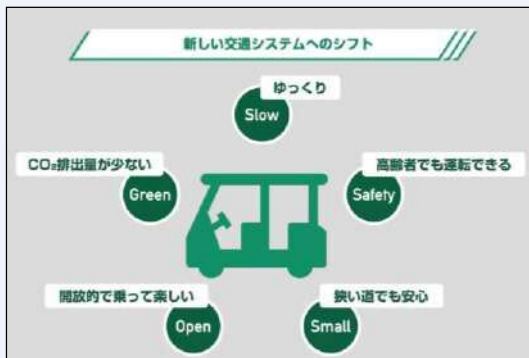 新しい交通システムへのシフト
ゆっくり
Slow
CO₂排出量が少ない
Green
高齢者でも運転できる
Safety
開放的で乗って楽しい
Open
狭い道でも安心
Small